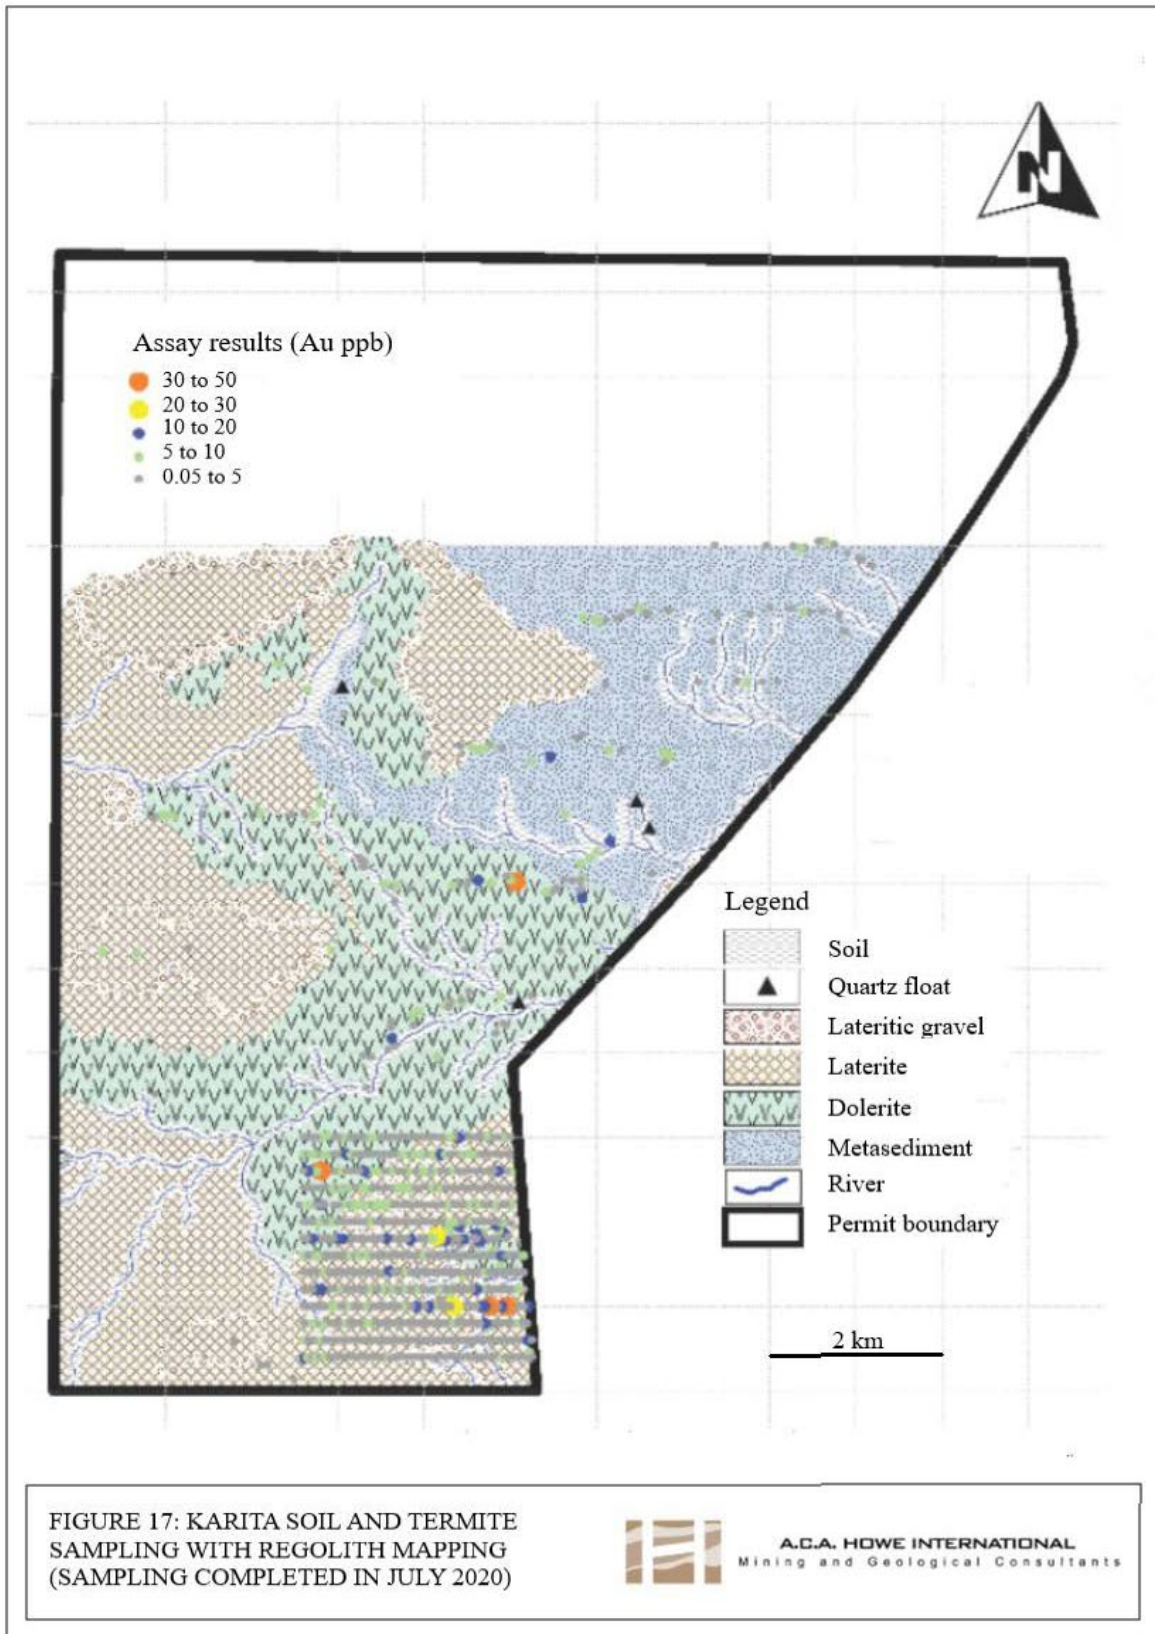 N
Assay results (Au ppb)
30 to 50
20 to 30
10 to 20
5 to 10
0.05 to 5
Legend
Soil
Quartz float
Lateritic gravel
Laterite
Dolerite
Metasediment
River
Permit boundary
2 km
FIGURE 17: KARITA SOIL AND TERMITE
SAMPLING WITH REGOLITH MAPPING
(SAMPLING COMPLETED IN JULY 2020)
A.C.A. HOWE INTERNATIONAL
Mining and Geological Consultants